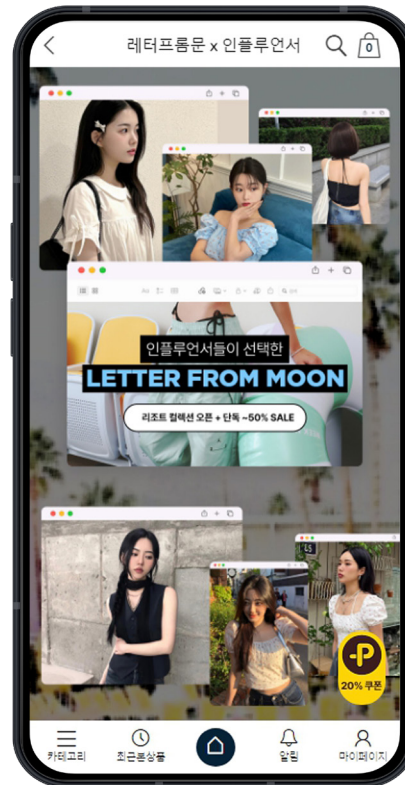 레터프롬문 x 인플루언서
0
인플루언서들이 선택한
LETTER FROM MOON
리조트 컬렉션 오픈 + 단독 ~50% SALE
P
20% 쿠폰
카테고리
최근본상품
알림
마이페이지